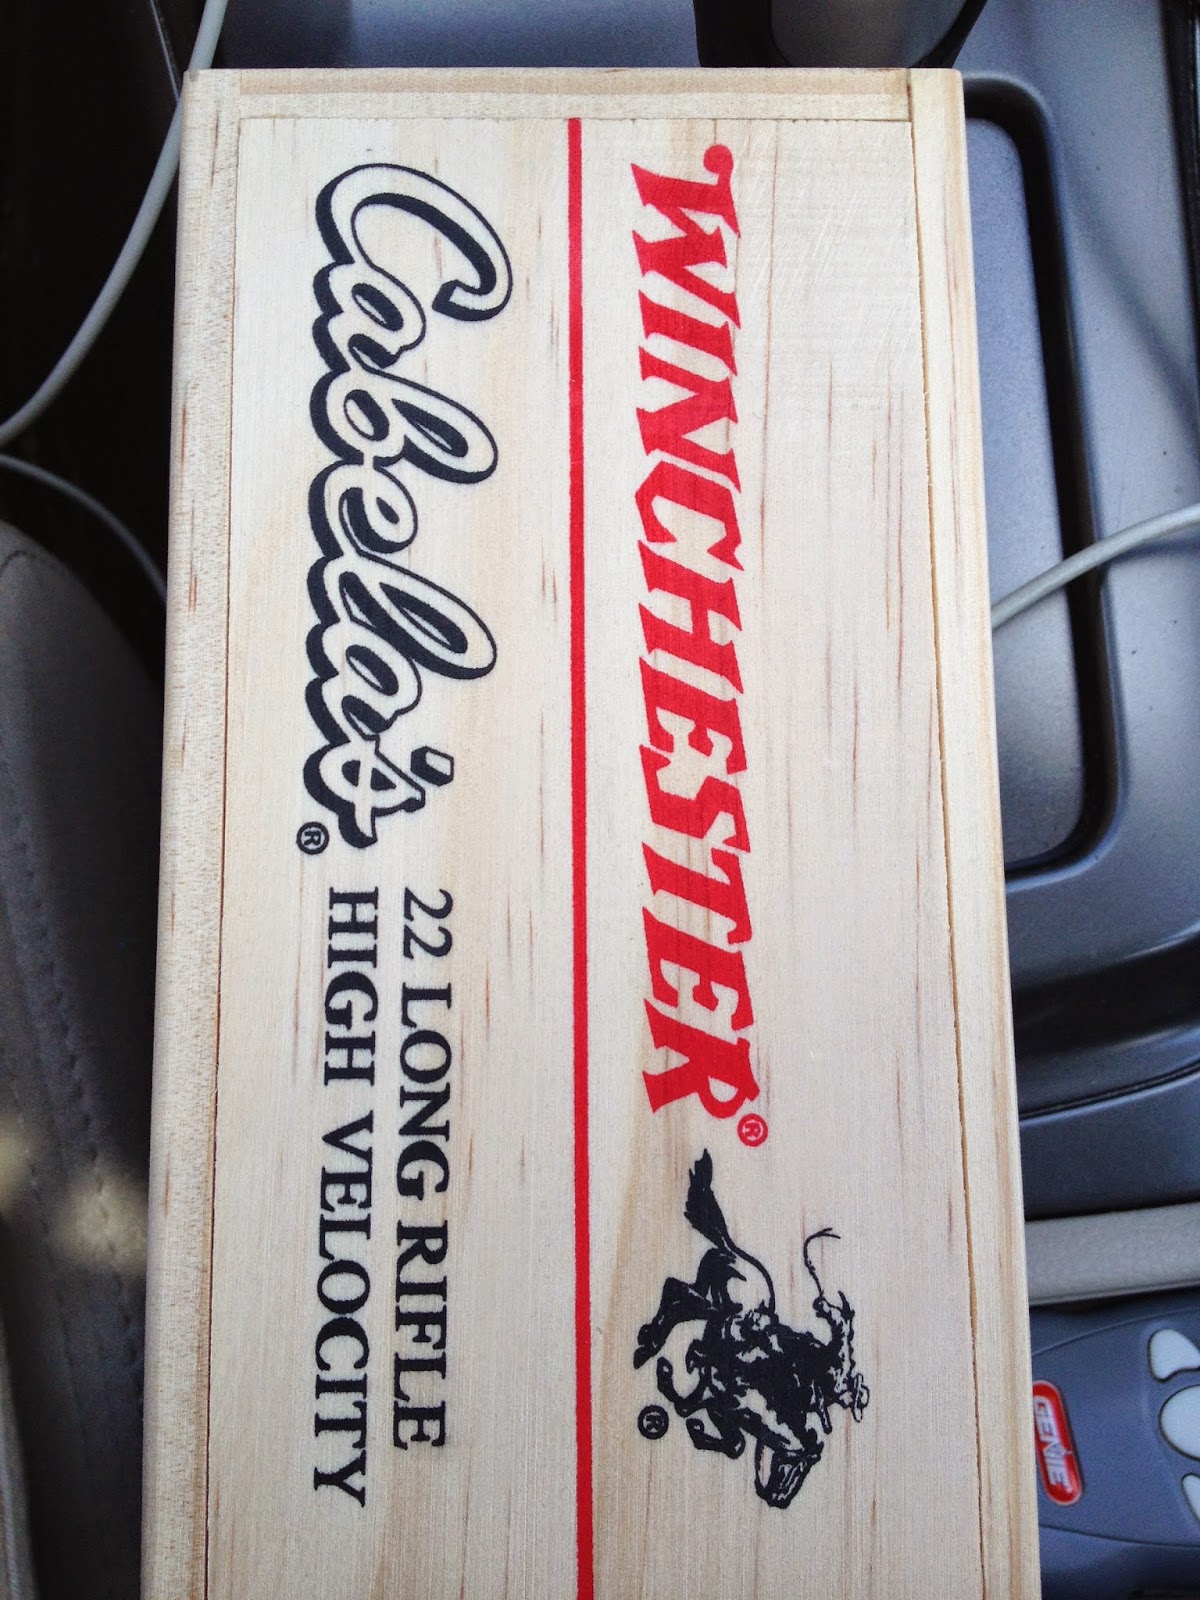 WINCHESTER®
®
Cabela's®
22 LONG RIFLE
HIGH VELOCITY
GENIE